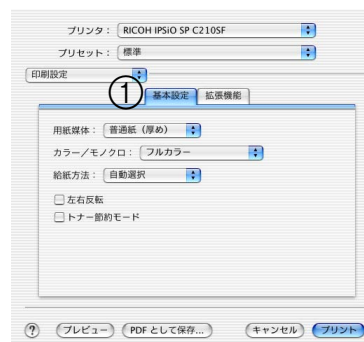 プリンタ： RICOH IPSiO SP C210SF
プリセット： 標準
印刷設定
① 基本設定 拡張機能
用紙媒体： 普通紙（厚め）
カラー／モノクロ： フルカラー
給紙方法： 自動選択
左右反転
トナー節約モード
? プレビュー PDF として保存... キャンセル プリント